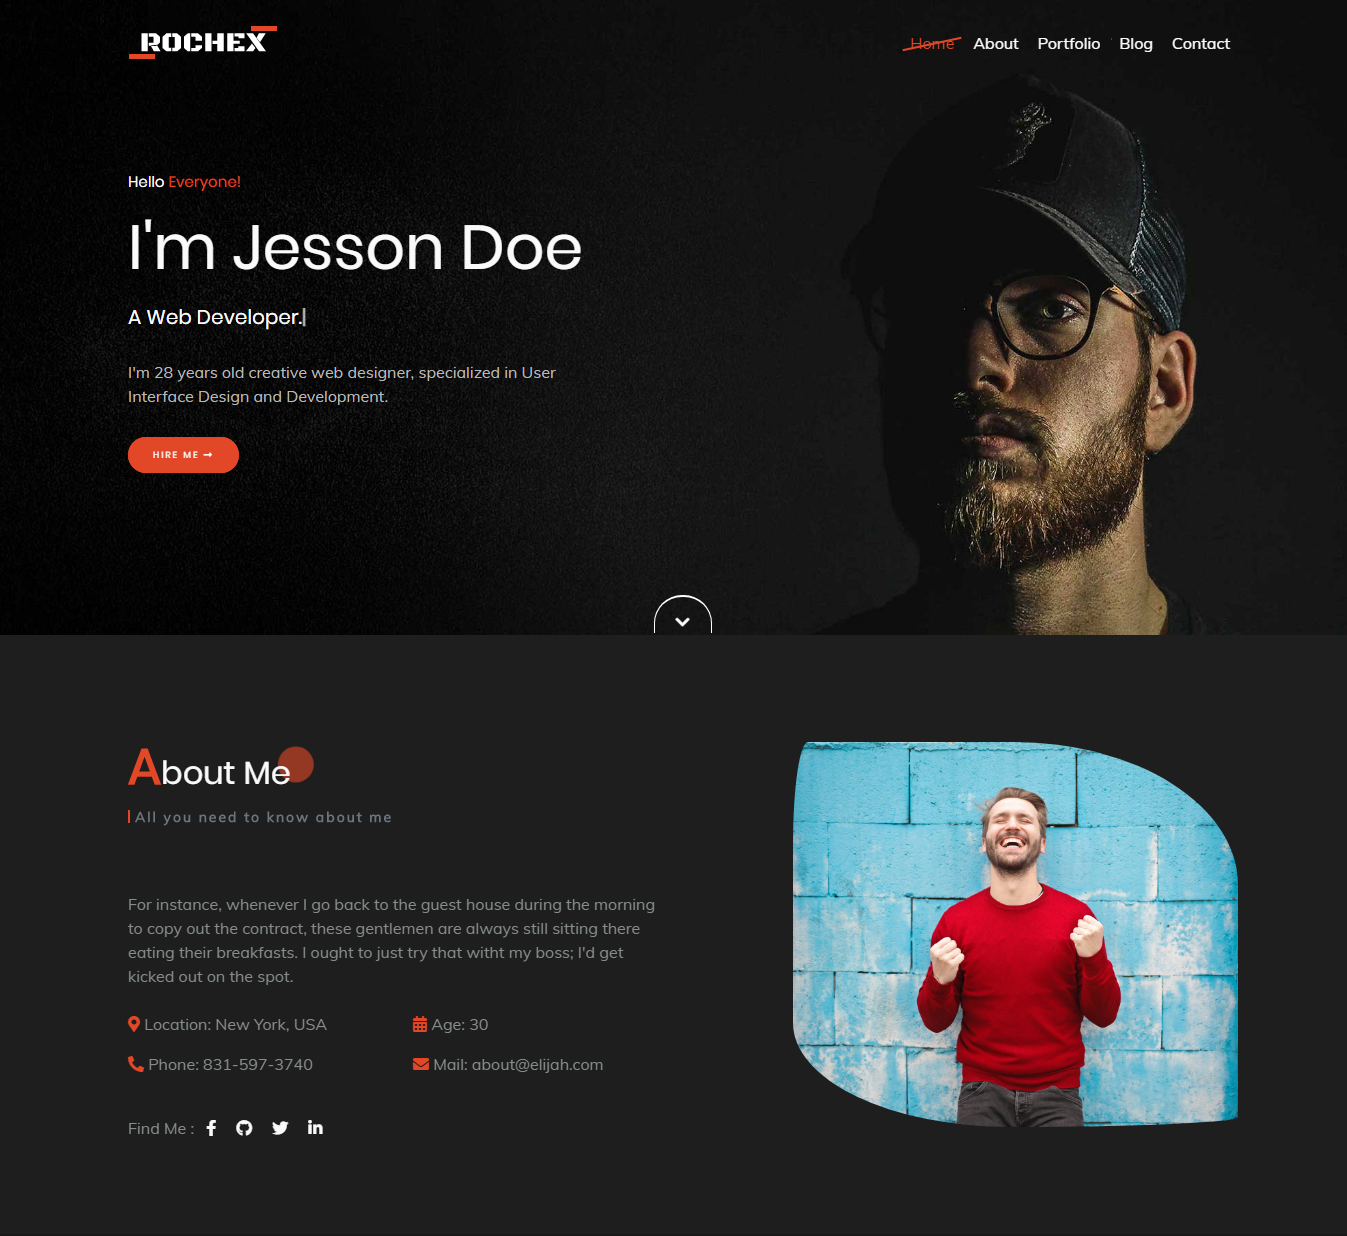 ROCHEX
Home About Portfolio Blog Contact
Hello Everyone!
I'm Jesson Doe
A Web Developer.
I'm 28 years old creative web designer, specialized in User
Interface Design and Development.
HIRE ME
About Me
All you need to know about me
For instance, whenever I go back to the guest house during the morning
to copy out the contract, these gentlemen are always still sitting there
eating their breakfasts. I ought to just try that witht my boss; I'd get
kicked out on the spot.
Location: New York, USA
Age: 30
Phone: 831-597-3740
Mail: about@elijah.com
Find Me :